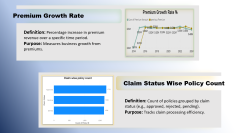 Premium Growth Rate
Definition: Percentage increase in premium
revenue over a specific time period.
Purpose: Measures business growth from
premiums.
Premium Growth Rate %
Claim Status Wise Policy Count
Definition: Count of policies grouped by claim
status (e.g., approved, rejected, pending).
Purpose: Tracks claim processing efficiency.